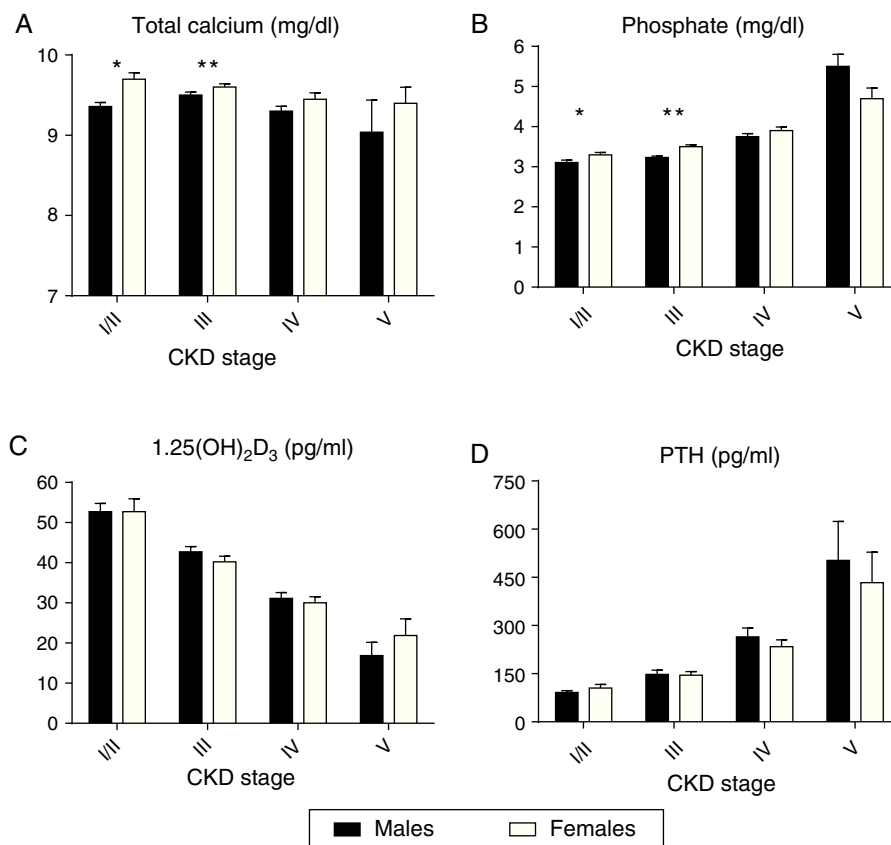 A
Total calcium (mg/dl)
10
9
8
7
*
**
I/II
III
IV
V
CKD stage
B
Phosphate (mg/dl)
6
5
4
3
2
1
0
*
**
I/II
III
IV
V
CKD stage
C
1.25(OH)₂D₃ (pg/ml)
60
50
40
30
20
10
0
I/II
III
IV
V
CKD stage
D
PTH (pg/ml)
750
600
450
300
150
0
I/II
III
IV
V
CKD stage
Males Females